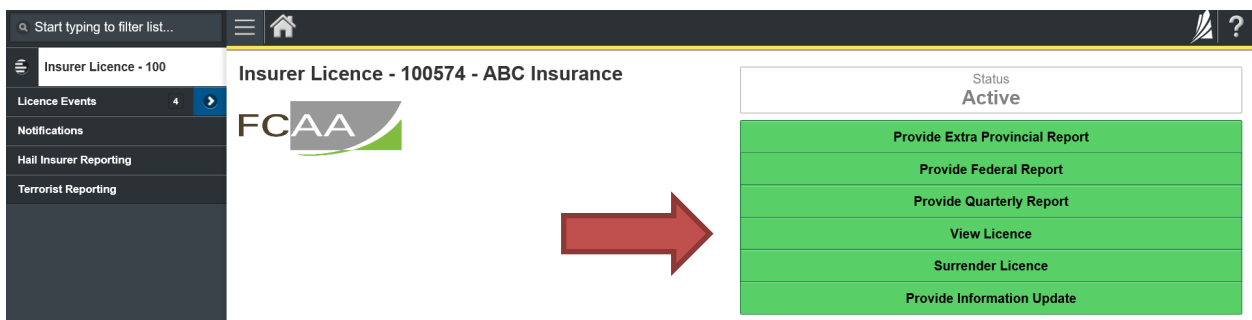 Start typing to filter list...
?
Insurer Licence - 100
Licence Events 4
Notifications
Hail Insurer Reporting
Terrorist Reporting
Insurer Licence - 100574 - ABC Insurance
FCAA
Status
Active
Provide Extra Provincial Report
Provide Federal Report
Provide Quarterly Report
View Licence
Surrender Licence
Provide Information Update